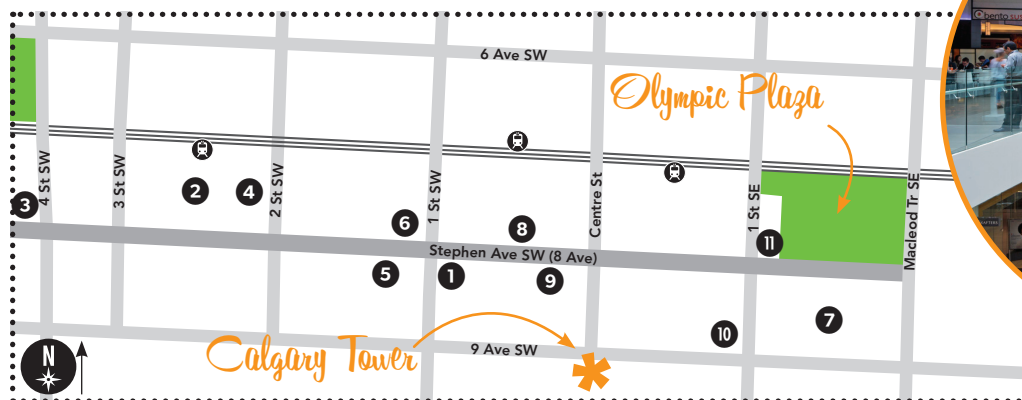 bento sus
6 Ave SW
Olympic Plaza
4 St SW
3 St SW
2 St SW
1 St SW
Centre St
1 St SE
Macleod Tr SE
2
4
3
6
8
11
Stephen Ave SW (8 Ave)
5
1
9
7
10
Calgary Tower
9 Ave SW
N